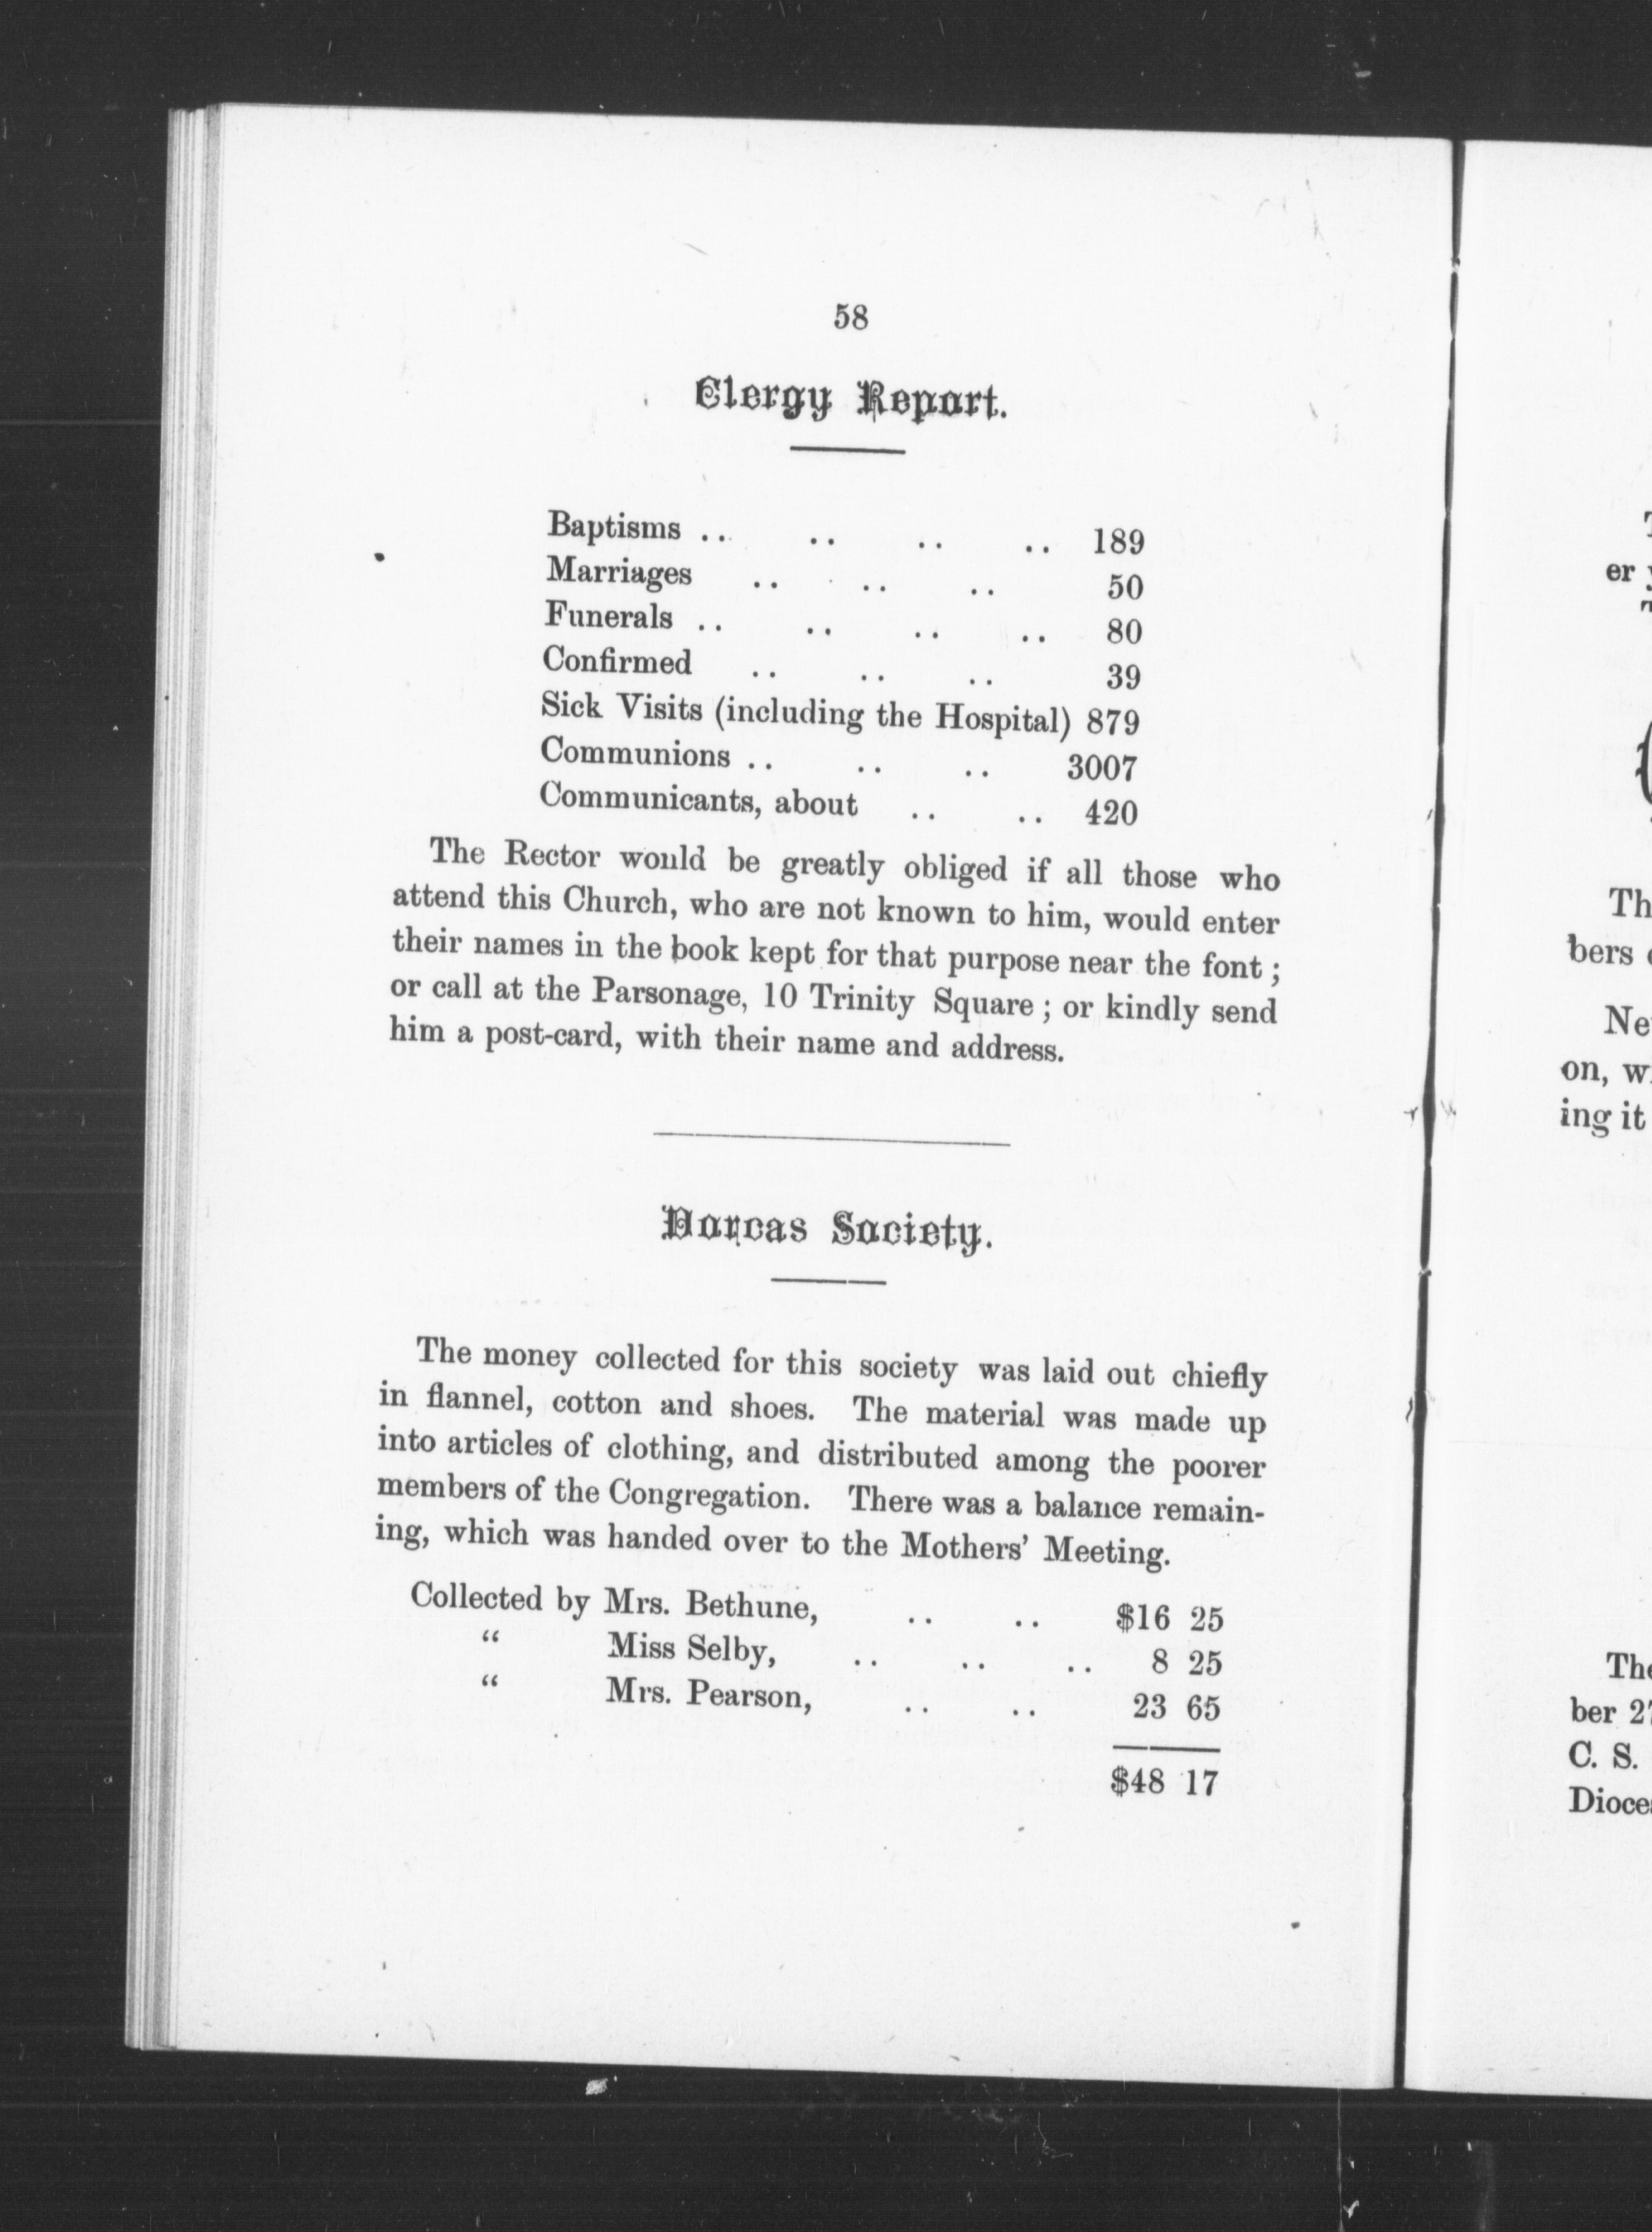 58
Clergy Report.
Baptisms .. .. .. .. 189
Marriages .. .. .. 50
Funerals .. .. .. .. 80
Confirmed .. .. .. 39
Sick Visits (including the Hospital) 879
Communions .. .. .. 3007
Communicants, about .. .. 420
The Rector would be greatly obliged if all those who
attend this Church, who are not known to him, would enter
their names in the book kept for that purpose near the font ;
or call at the Parsonage, 10 Trinity Square ; or kindly send
him a post-card, with their name and address.
Dorcas Society.
The money collected for this society was laid out chiefly
in flannel, cotton and shoes. The material was made up
into articles of clothing, and distributed among the poorer
members of the Congregation. There was a balance remain-
ing, which was handed over to the Mothers' Meeting.
Collected by Mrs. Bethune, .. .. $16 25
“ Miss Selby, .. .. .. 8 25
“ Mrs. Pearson, .. .. 23 65
$48 17
er
Th
bers
Ne
on, w
ing it
The
ber 27
C. S.
Dioce